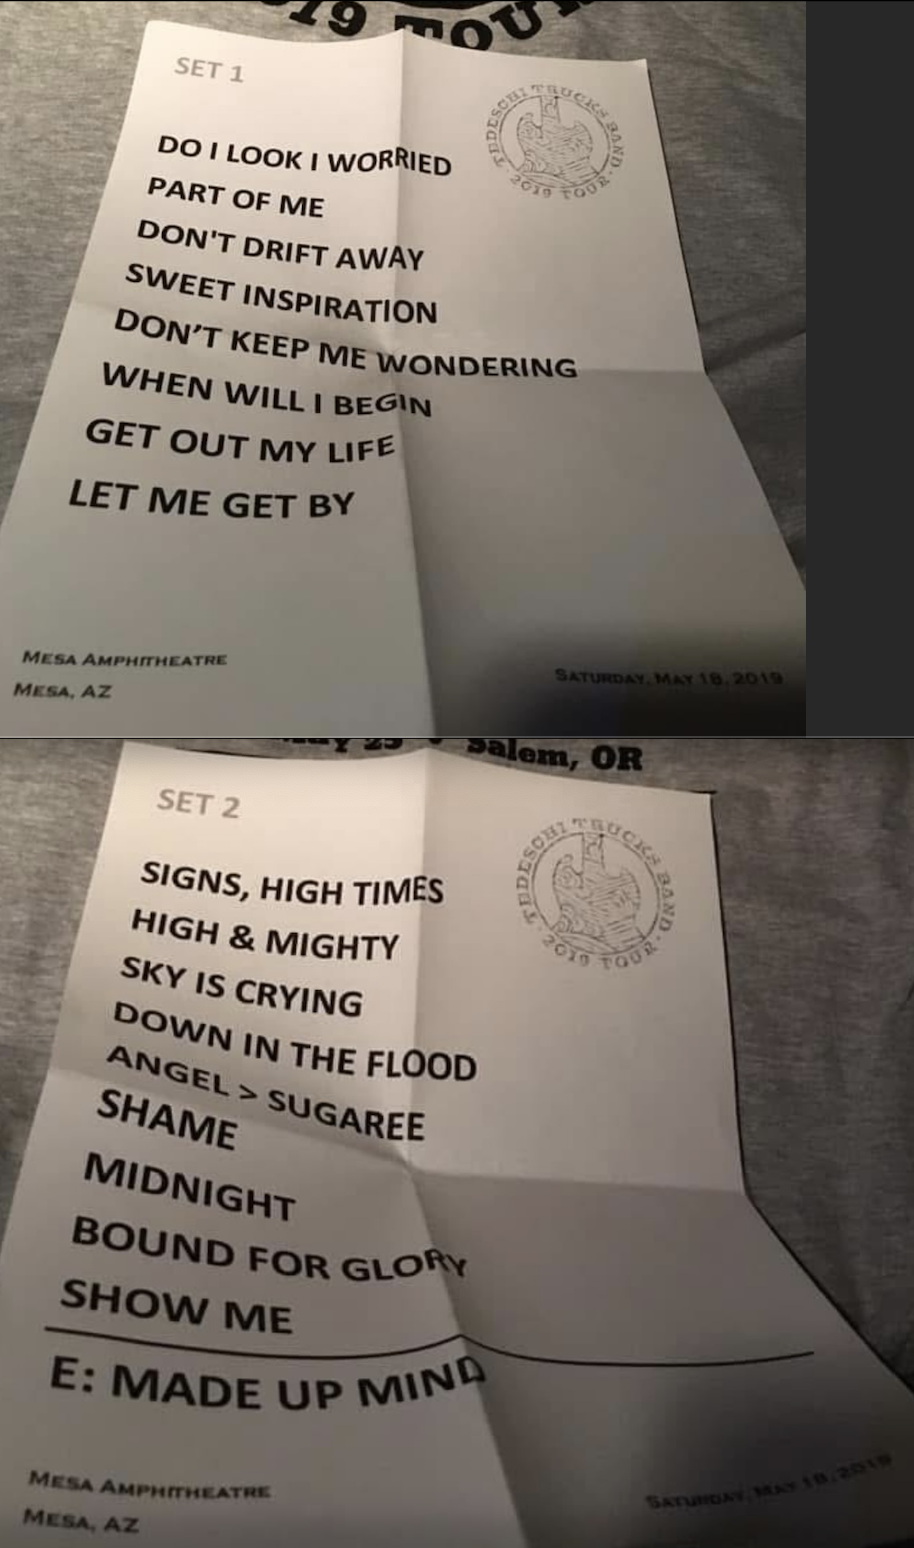 2019 TOUR
SET 1
TEDESCHI TRUCKS BAND
· 2019 TOUR ·
DO I LOOK I WORRIED
PART OF ME
DON'T DRIFT AWAY
SWEET INSPIRATION
DON’T KEEP ME WONDERING
WHEN WILL I BEGIN
GET OUT MY LIFE
LET ME GET BY
MESA AMPHITHEATRE
MESA, AZ
SATURDAY, MAY 18, 2019
Salem, OR
SET 2
TEDESCHI TRUCKS BAND
· 2019 TOUR ·
SIGNS, HIGH TIMES
HIGH & MIGHTY
SKY IS CRYING
DOWN IN THE FLOOD
ANGEL > SUGAREE
SHAME
MIDNIGHT
BOUND FOR GLORY
SHOW ME
E: MADE UP MIND
MESA AMPHITHEATRE
MESA, AZ
SATURDAY, MAY 18, 2019